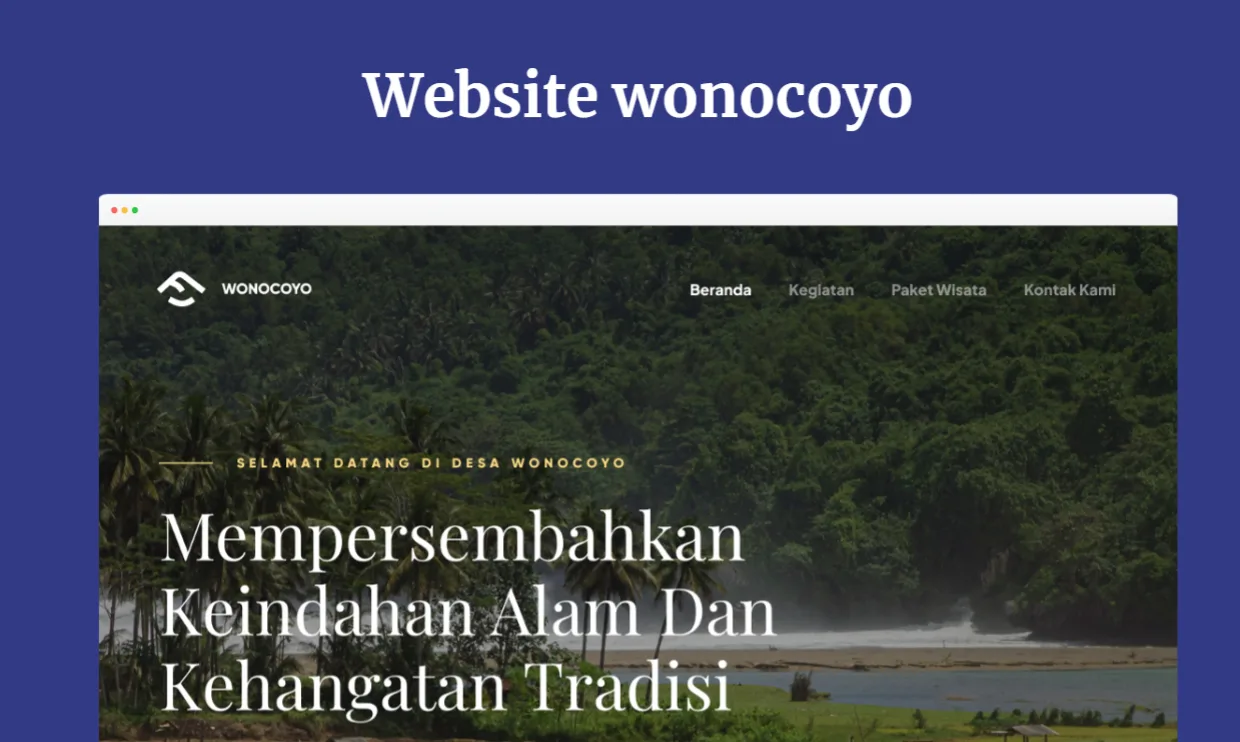 Website wonocoyo
WONOCOYO
Beranda Kegiatan Paket Wisata Kontak Kami
SELAMAT DATANG DI DESA WONOCOYO
Mempersembahkan
Keindahan Alam Dan
Kehangatan Tradisi